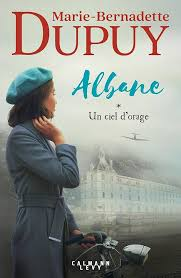 Marie-Bernadette
DUPUY
Albane
*
Un ciel d'orage
CALMANN
LEVY